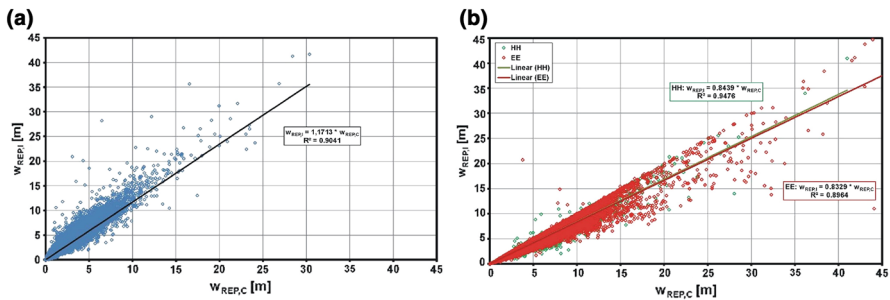 (a)
45
40
35
30
25
20
15
10
5
0
w_REP,I [m]
0 5 10 15 20 25 30 35 40 45
w_REP,C [m]
w_REP,I = 1,1713 * w_REP,C
R² = 0.9041
(b)
45
40
35
30
25
20
15
10
5
0
w_REP,I [m]
0 5 10 15 20 25 30 35 40 45
w_REP,C [m]
HH
EE
Linear (HH)
Linear (EE)
HH: w_REP,I = 0.8439 * w_REP,C
R² = 0.9476
EE: w_REP,I = 0.8329 * w_REP,C
R² = 0.8964